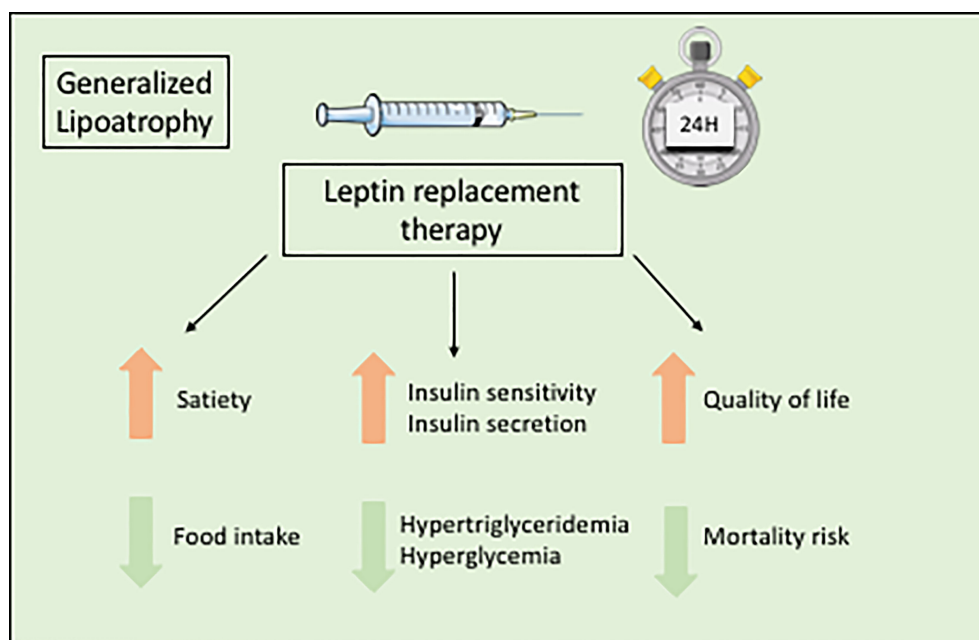 Generalized
Lipoatrophy
24H
Leptin replacement
therapy
Satiety
Insulin sensitivity
Insulin secretion
Quality of life
Food intake
Hypertriglyceridemia
Hyperglycemia
Mortality risk